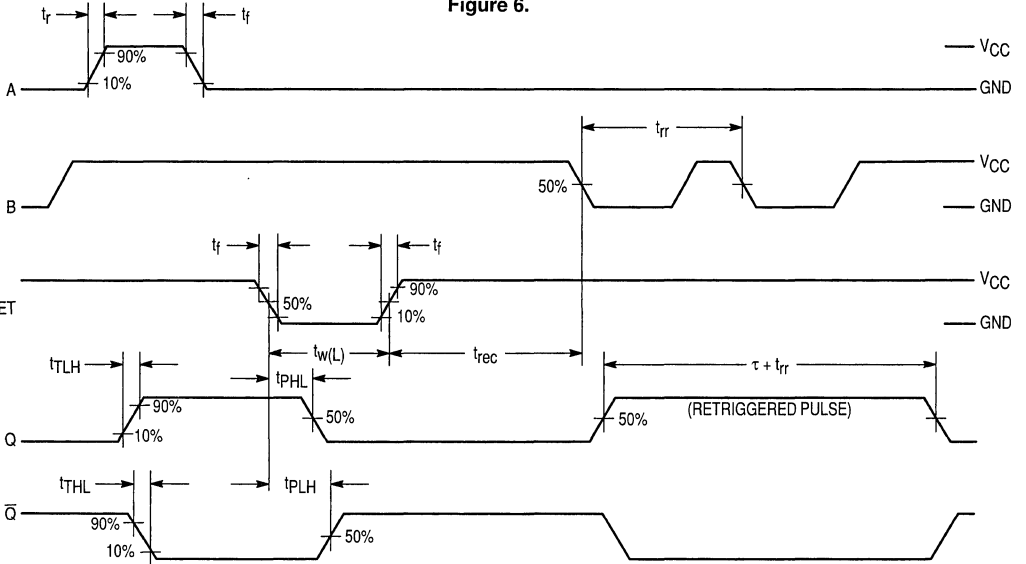 Figure 6.
tr tf
90%
10%
A
VCC
GND
trr
50%
B
VCC
GND
tf tf
50%
90%
10%
ET
VCC
GND
tw(L) trec
tTLH
tPHL
τ + trr
90%
10%
50%
50%
(RETRIGGERED PULSE)
Q
tTHL
tPLH
Q̅
90%
10%
50%